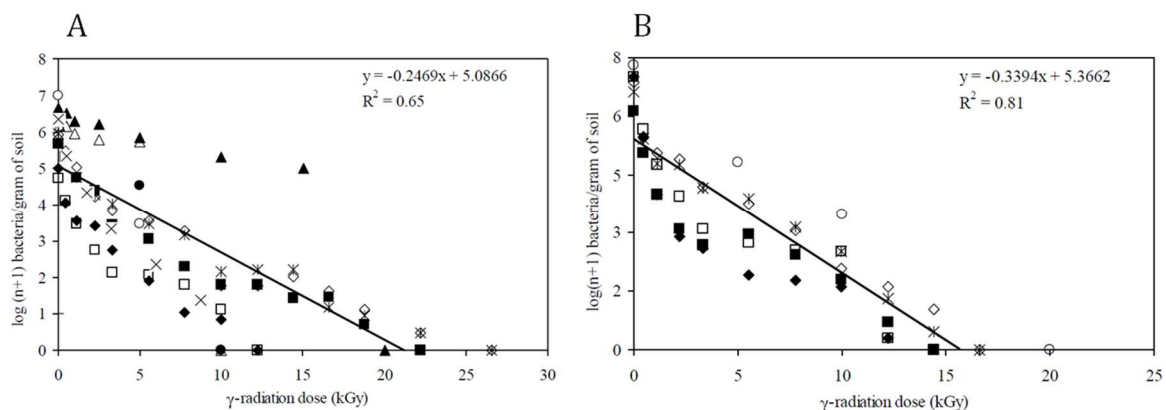 A
8
7
6
5
4
3
2
1
0
log (n+1) bacteria/gram of soil
y = -0.2469x + 5.0866
R² = 0.65
0 5 10 15 20 25 30
γ-radiation dose (kGy)
B
8
6
5
3
2
0
log(n+1) bacteria/gram of soil
y = -0.3394x + 5.3662
R² = 0.81
0 5 10 15 20 25
γ-radiation dose (kGy)